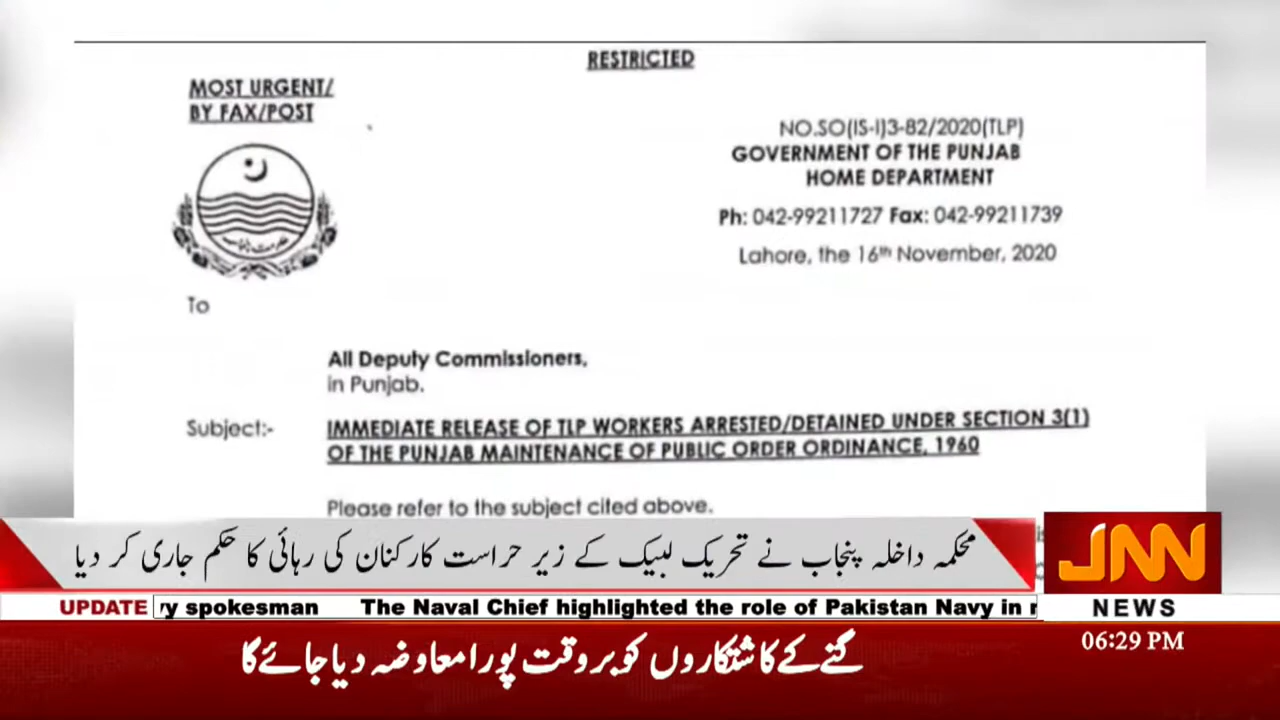 RESTRICTED
MOST URGENT/
BY FAX/POST
NO.SO(IS-I)3-82/2020(TLP)
GOVERNMENT OF THE PUNJAB
HOME DEPARTMENT
Ph: 042-99211727 Fax: 042-99211739
Lahore, the 16th November, 2020
حکومت پنجاب
To
All Deputy Commissioners,
in Punjab.
Subject:- IMMEDIATE RELEASE OF TLP WORKERS ARRESTED/DETAINED UNDER SECTION 3(1)
OF THE PUNJAB MAINTENANCE OF PUBLIC ORDER ORDINANCE, 1960
Please refer to the subject cited above.
محکمہ داخلہ پنجاب نے تحریک لبیک کے زیر حراست کارکنان کی رہائی کا حکم جاری کر دیا
JNN
NEWS
UPDATE spokesman The Naval Chief highlighted the role of Pakistan Navy in
06:29 PM
گنے کے کاشتکاروں کو بروقت پورا معاوضہ دیا جائے گا